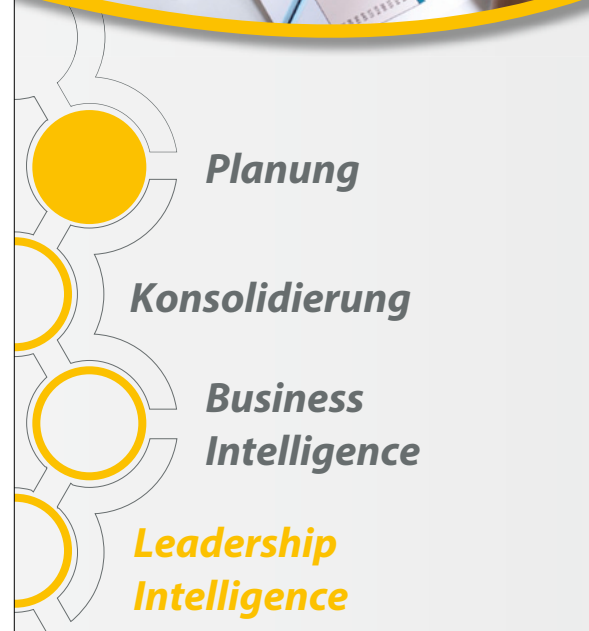 Planung
Konsolidierung
Business
Intelligence
Leadership
Intelligence